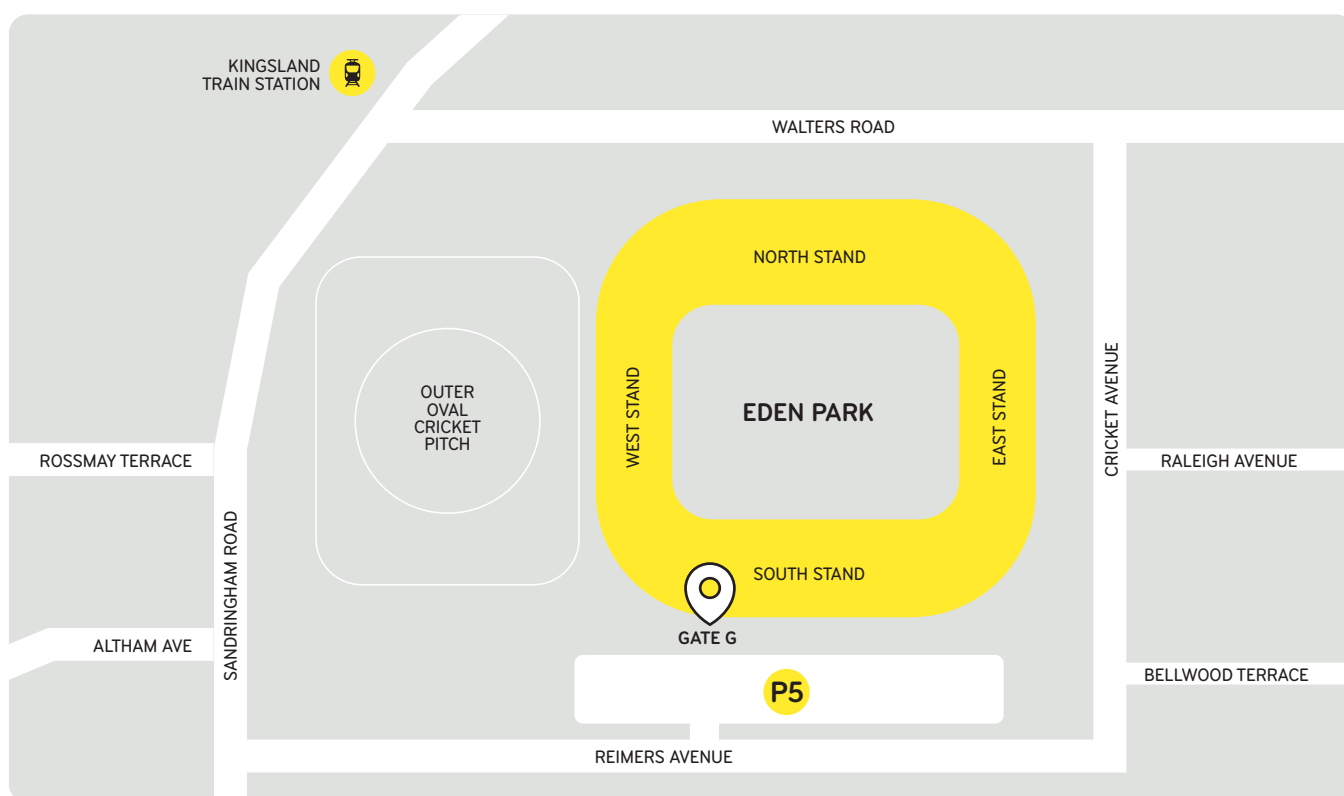 KINGSLAND
TRAIN STATION
WALTERS ROAD
NORTH STAND
OUTER
OVAL
CRICKET
PITCH
WEST STAND
EDEN PARK
EAST STAND
CRICKET AVENUE
ROSSMAY TERRACE
RALEIGH AVENUE
SANDRINGHAM ROAD
SOUTH STAND
GATE G
ALTHAM AVE
BELLWOOD TERRACE
P5
REIMERS AVENUE